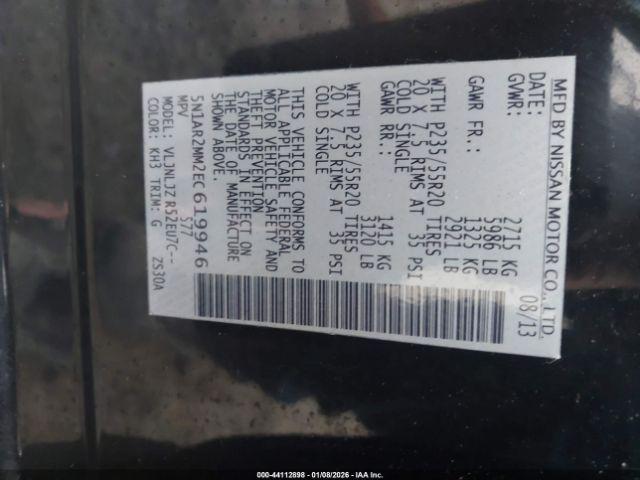 MFD BY NISSAN MOTOR CO., LTD.
DATE: 08/13
GVWR: 2715 KG
5986 LB
GAWR FR: 1325 KG
2921 LB
WITH P235/55R20 TIRES
20 X 7.5 RIMS AT 35 PSI
COLD SINGLE
GAWR RR: 1415 KG
3120 LB
WITH P235/55R20 TIRES
20 X 7.5 RIMS AT 35 PSI
COLD SINGLE
THIS VEHICLE CONFORMS TO
ALL APPLICABLE FEDERAL
MOTOR VEHICLE SAFETY AND
THEFT PREVENTION
STANDARDS IN EFFECT ON
THE DATE OF MANUFACTURE
SHOWN ABOVE.
5N1AR2MM2EC619946
MPV S77
MODEL: VLJNLJZ R52EU7C--
COLOR: KH3 TRIM: G ZS30A
000-44112898 - 01/08/2026 - IAA Inc.